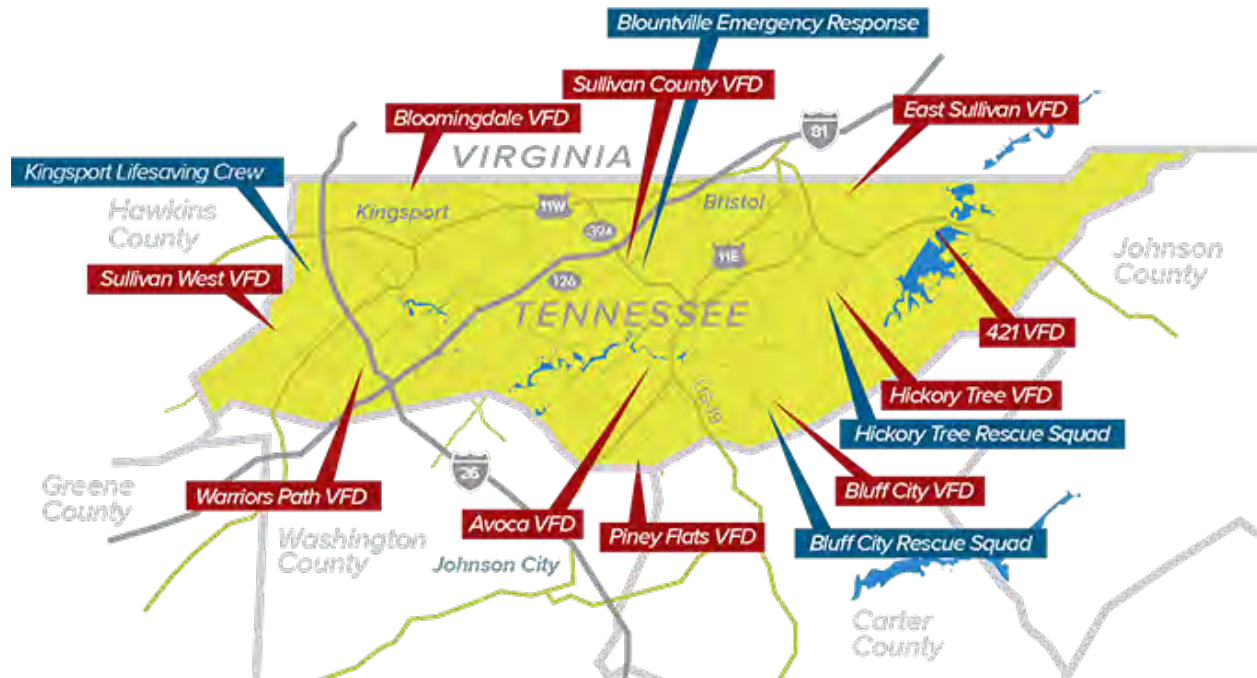 Blountville Emergency Response
Sullivan County VFD
East Sullivan VFD
Bloomingdale VFD
81
VIRGINIA
Kingsport Lifesaving Crew
Hawkins
County
Kingsport
11W
Bristol
394
11E
Johnson
County
Sullivan West VFD
126
TENNESSEE
421 VFD
US-19
Hickory Tree VFD
Hickory Tree Rescue Squad
26
Greene
County
Warriors Path VFD
Bluff City VFD
Avoca VFD
Piney Flats VFD
Washington
County
Bluff City Rescue Squad
Johnson City
Carter
County